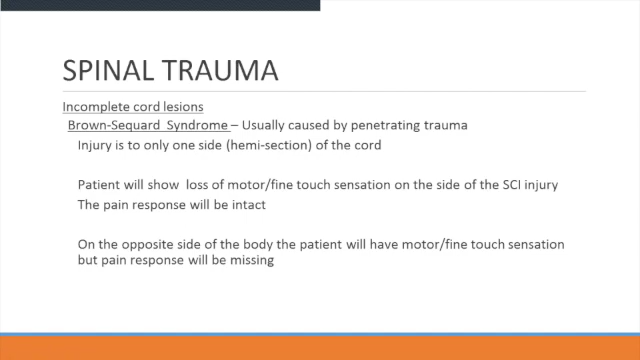 SPINAL TRAUMA
Incomplete cord lesions
Brown-Sequard Syndrome – Usually caused by penetrating trauma
Injury is to only one side (hemi-section) of the cord
Patient will show loss of motor/fine touch sensation on the side of the SCI injury
The pain response will be intact
On the opposite side of the body the patient will have motor/fine touch sensation
but pain response will be missing